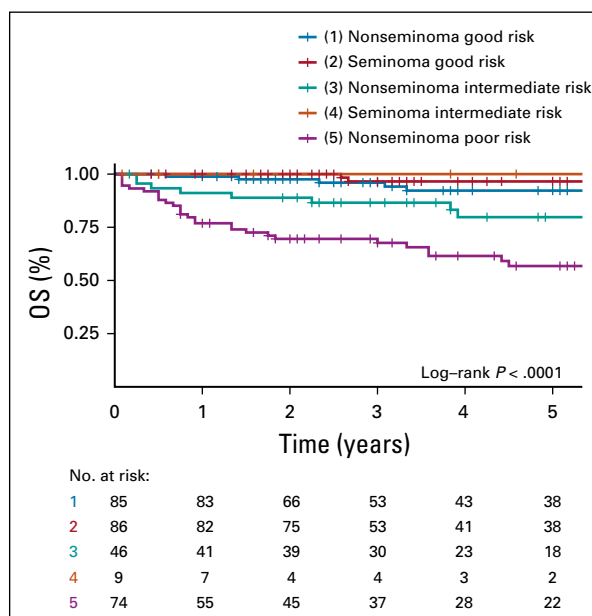 (1) Nonseminoma good risk
(2) Seminoma good risk
(3) Nonseminoma intermediate risk
(4) Seminoma intermediate risk
(5) Nonseminoma poor risk
1.00
0.75
0.50
0.25
OS (%)
Log–rank P < .0001
0 1 2 3 4 5
Time (years)
No. at risk:
1 85 83 66 53 43 38
2 86 82 75 53 41 38
3 46 41 39 30 23 18
4 9 7 4 4 3 2
5 74 55 45 37 28 22